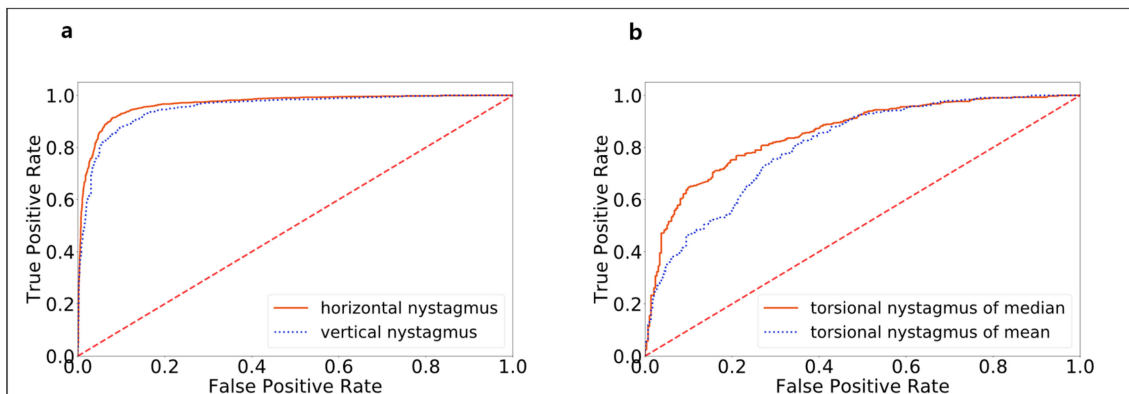 a
True Positive Rate
1.0
0.8
0.6
0.4
0.2
0.0
0.0
0.2
0.4
0.6
0.8
1.0
False Positive Rate
horizontal nystagmus
vertical nystagmus
b
True Positive Rate
1.0
0.8
0.6
0.4
0.2
0.0
0.0
0.2
0.4
0.6
0.8
1.0
False Positive Rate
torsional nystagmus of median
torsional nystagmus of mean